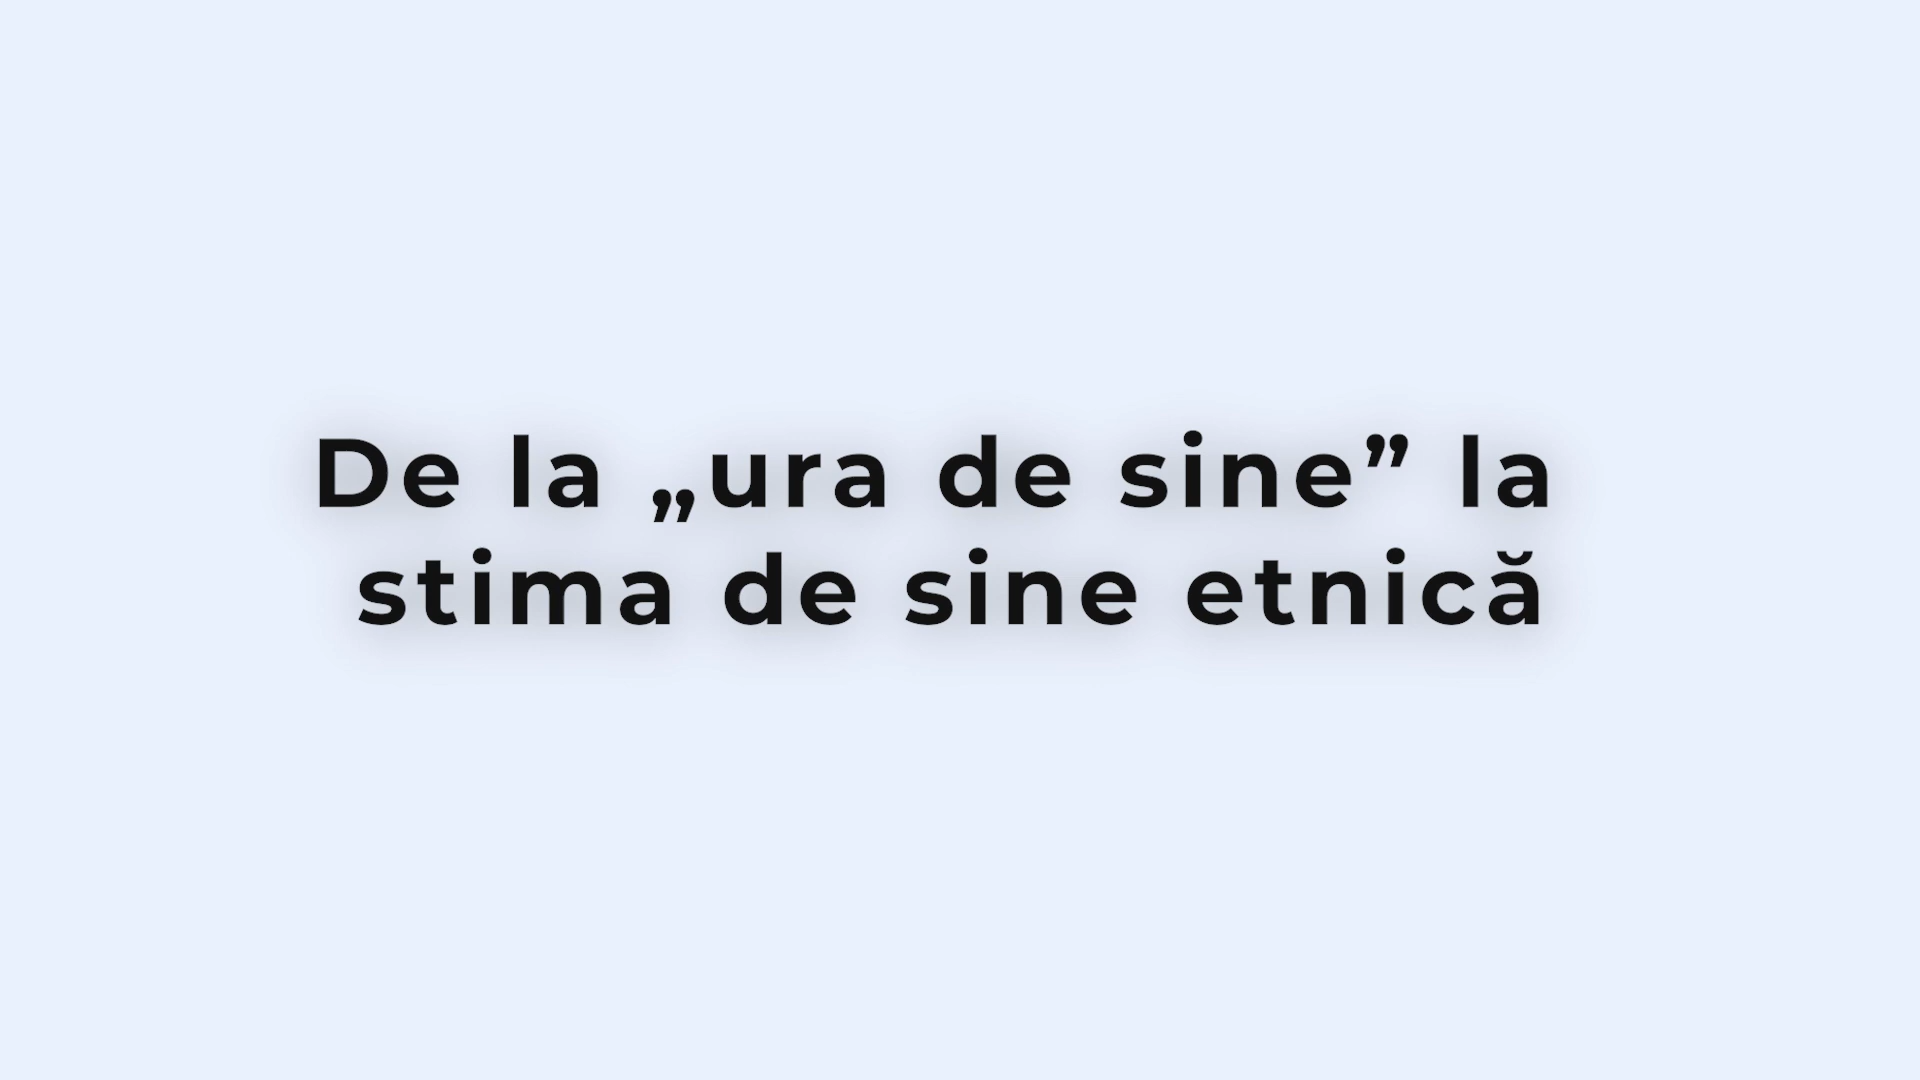 De la „ura de sine” la
stima de sine etnică